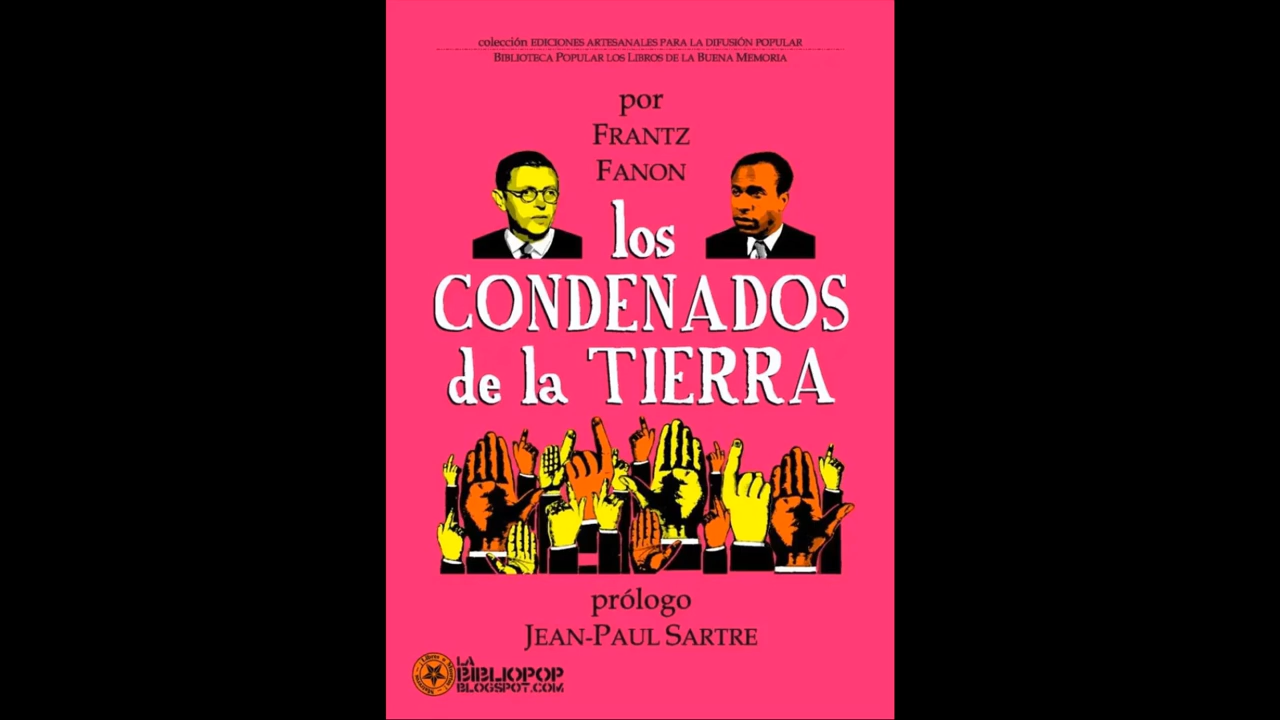 colección EDICIONES ARTESANALES PARA LA DIFUSIÓN POPULAR
BIBLIOTECA POPULAR LOS LIBROS DE LA BUENA MEMORIA
por
FRANTZ
FANON
los
CONDENADOS
de la TIERRA
prólogo
JEAN-PAUL SARTRE
LA
BIBLIOPOP
BLOGSPOT.COM